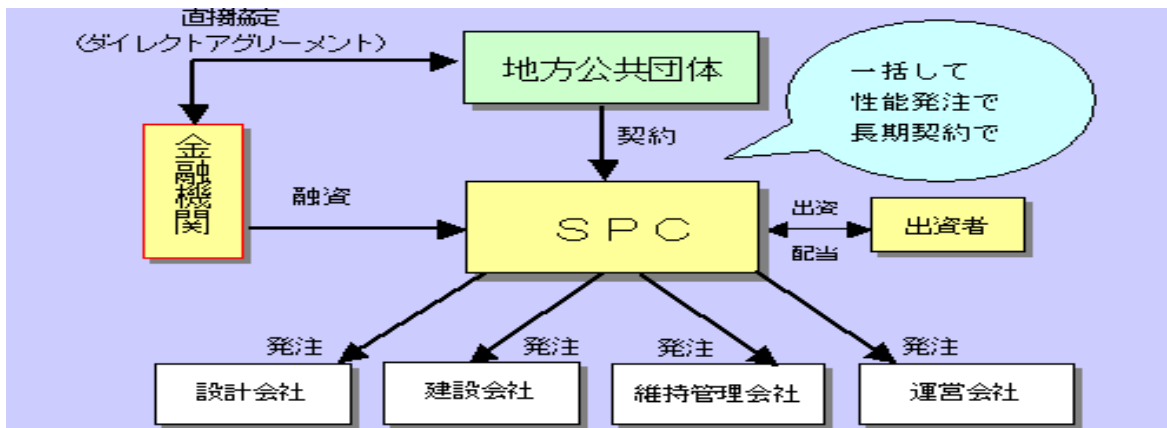 直接協定
（ダイレクトアグリーメント）
地方公共団体
一括して
性能発注で
長期契約で
金融機関
契約
融資
ＳＰＣ
出資
配当
出資者
発注
発注
発注
発注
設計会社
建設会社
維持管理会社
運営会社